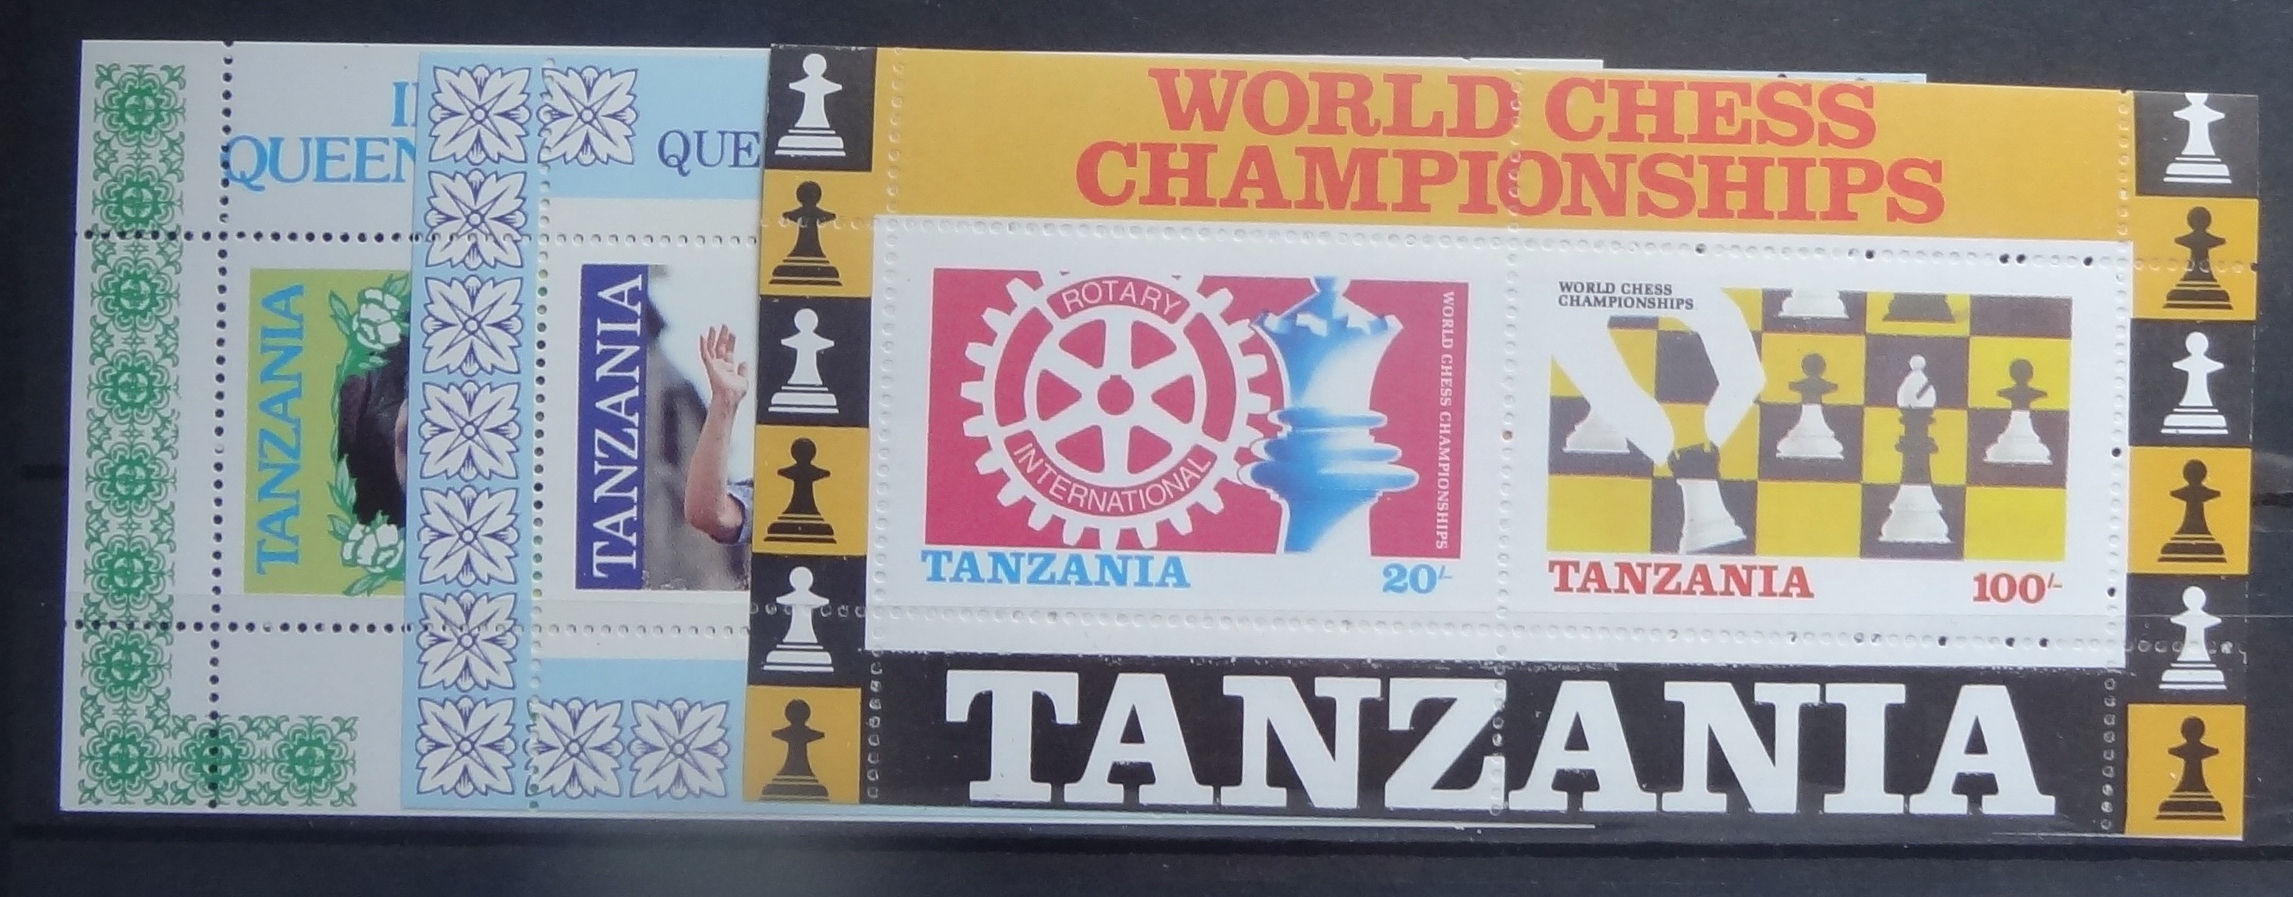 QUEEN
TANZANIA
QUE
TANZANIA
WORLD CHESS
CHAMPIONSHIPS
ROTARY
INTERNATIONAL
WORLD CHESS CHAMPIONSHIPS
TANZANIA 20/-
WORLD CHESS
CHAMPIONSHIPS
TANZANIA 100/-
TANZANIA